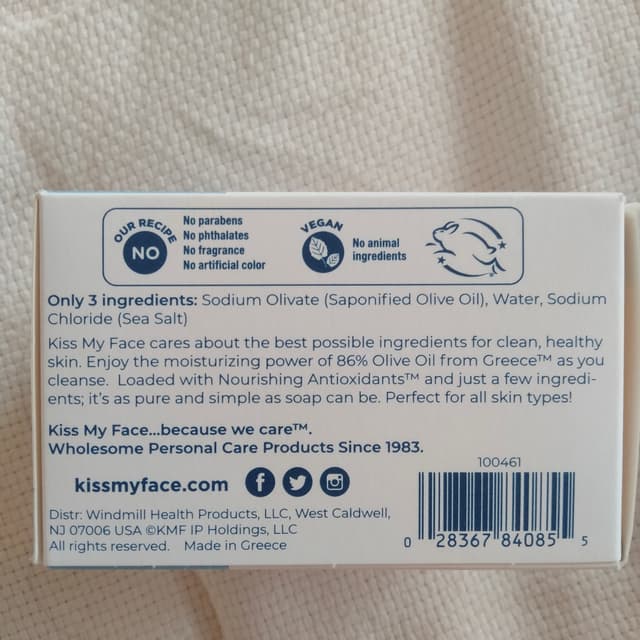 OUR RECIPE
NO
No parabens
No phthalates
No fragrance
No artificial color
VEGAN
No animal
ingredients
Only 3 ingredients: Sodium Olivate (Saponified Olive Oil), Water, Sodium
Chloride (Sea Salt)
Kiss My Face cares about the best possible ingredients for clean, healthy
skin. Enjoy the moisturizing power of 86% Olive Oil from Greece™ as you
cleanse. Loaded with Nourishing Antioxidants™ and just a few ingredi-
ents; it's as pure and simple as soap can be. Perfect for all skin types!
Kiss My Face...because we care™.
Wholesome Personal Care Products Since 1983.
kissmyface.com
100461
Distr: Windmill Health Products, LLC, West Caldwell,
NJ 07006 USA ©KMF IP Holdings, LLC
All rights reserved. Made in Greece
0 28367 84085 5